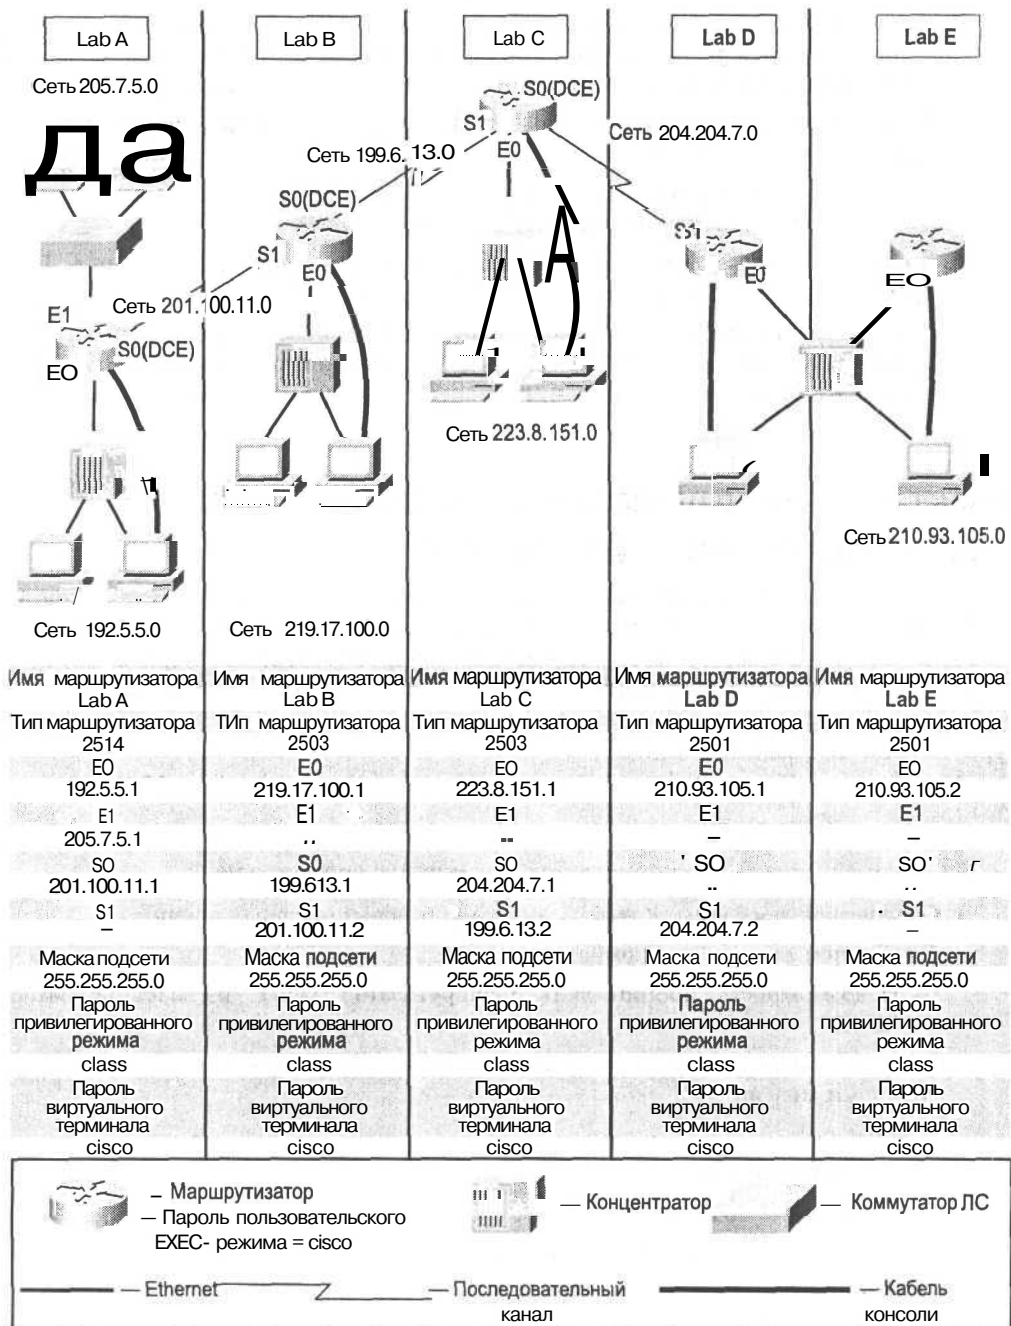 Lab A
Lab B
Lab C
Lab D
Lab E
Сеть 205.7.5.0
да
S0(DCE)
S1
E0
Сеть 204.204.7.0
Сеть 199.6.13.0
S0(DCE)
S1
E0
S1
E0
EO
Сеть 201.100.11.0
E1
S0(DCE)
EO
A
Сеть 223.8.151.0
Сеть 210.93.105.0
Сеть 192.5.5.0
Сеть 219.17.100.0
Имя маршрутизатора
Lab A
Тип маршрутизатора
2514
EO
192.5.5.1
E1
205.7.5.1
SO
201.100.11.1
S1
–
Маска подсети
255.255.255.0
Пароль
привилегированного
режима
class
Пароль
виртуального
терминала
cisco
Имя маршрутизатора
Lab B
ТИп маршрутизатора
2503
E0
219.17.100.1
E1
..
S0
199.613.1
S1
201.100.11.2
Маска подсети
255.255.255.0
Пароль
привилегированного
режима
class
Пароль
виртуального
терминала
cisco
Имя маршрутизатора
Lab C
Тип маршрутизатора
2503
EO
223.8.151.1
E1
--
SO
204.204.7.1
S1
199.6.13.2
Маска подсети
255.255.255.0
Пароль
привилегированного
режима
class
Пароль
виртуального
терминала
cisco
Имя маршрутизатора
Lab D
Тип маршрутизатора
2501
E0
210.93.105.1
E1
–
' SO
..
S1
204.204.7.2
Маска подсети
255.255.255.0
Пароль
привилегированного
режима
class
Пароль
виртуального
терминала
cisco
Имя маршрутизатора
Lab E
Тип маршрутизатора
2501
EO
210.93.105.2
E1
–
SO' r
..
S1
–
Маска подсети
255.255.255.0
Пароль
привилегированного
режима
class
Пароль
виртуального
терминала
cisco
– Маршрутизатор
— Пароль пользовательского
EXEC- режима = cisco
— Концентратор
— Коммутатор ЛС
— Ethernet
— Последовательный
канал
— Кабель
консоли